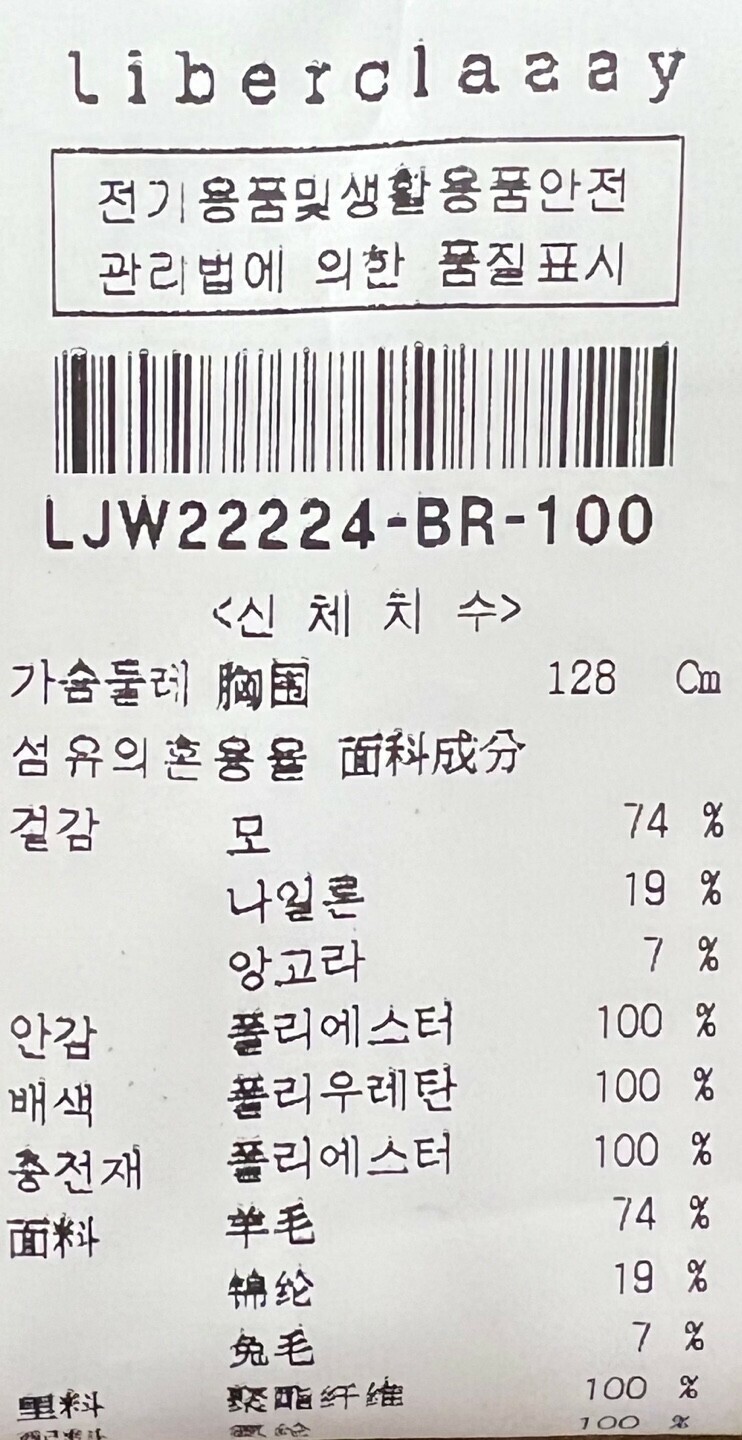 liberclassy
전기용품및생활용품안전
관리법에 의한 품질표시
LJW22224-BR-100
<신 체 치 수>
가슴둘레 胸围 128 Cm
섬유의혼용율 面料成分
겉감 모 74 %
나일론 19 %
앙고라 7 %
안감 폴리에스터 100 %
배색 폴리우레탄 100 %
충전재 폴리에스터 100 %
面料 羊毛 74 %
锦纶 19 %
兔毛 7 %
里料 聚酯纤维 100 %
100 %